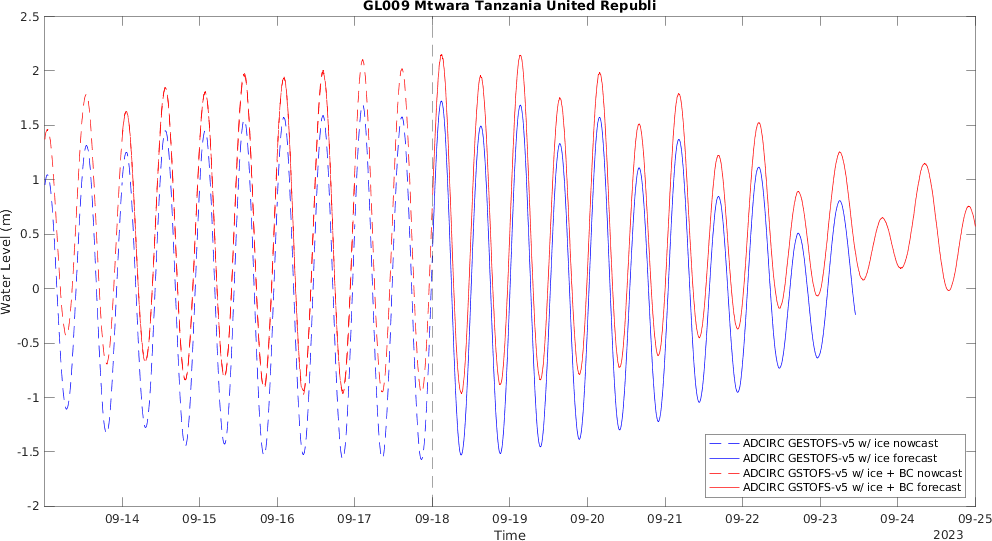 GL009 Mtwara Tanzania United Republi
2.5
2
1.5
1
0.5
0
-0.5
-1
-1.5
-2
Water Level (m)
ADCIRC GESTOFS-v5 w/ ice nowcast
ADCIRC GESTOFS-v5 w/ ice forecast
ADCIRC GSTOFS-v5 w/ ice + BC nowcast
ADCIRC GSTOFS-v5 w/ ice + BC forecast
09-14 09-15 09-16 09-17 09-18 09-19 09-20 09-21 09-22 09-23 09-24 09-25
Time
2023